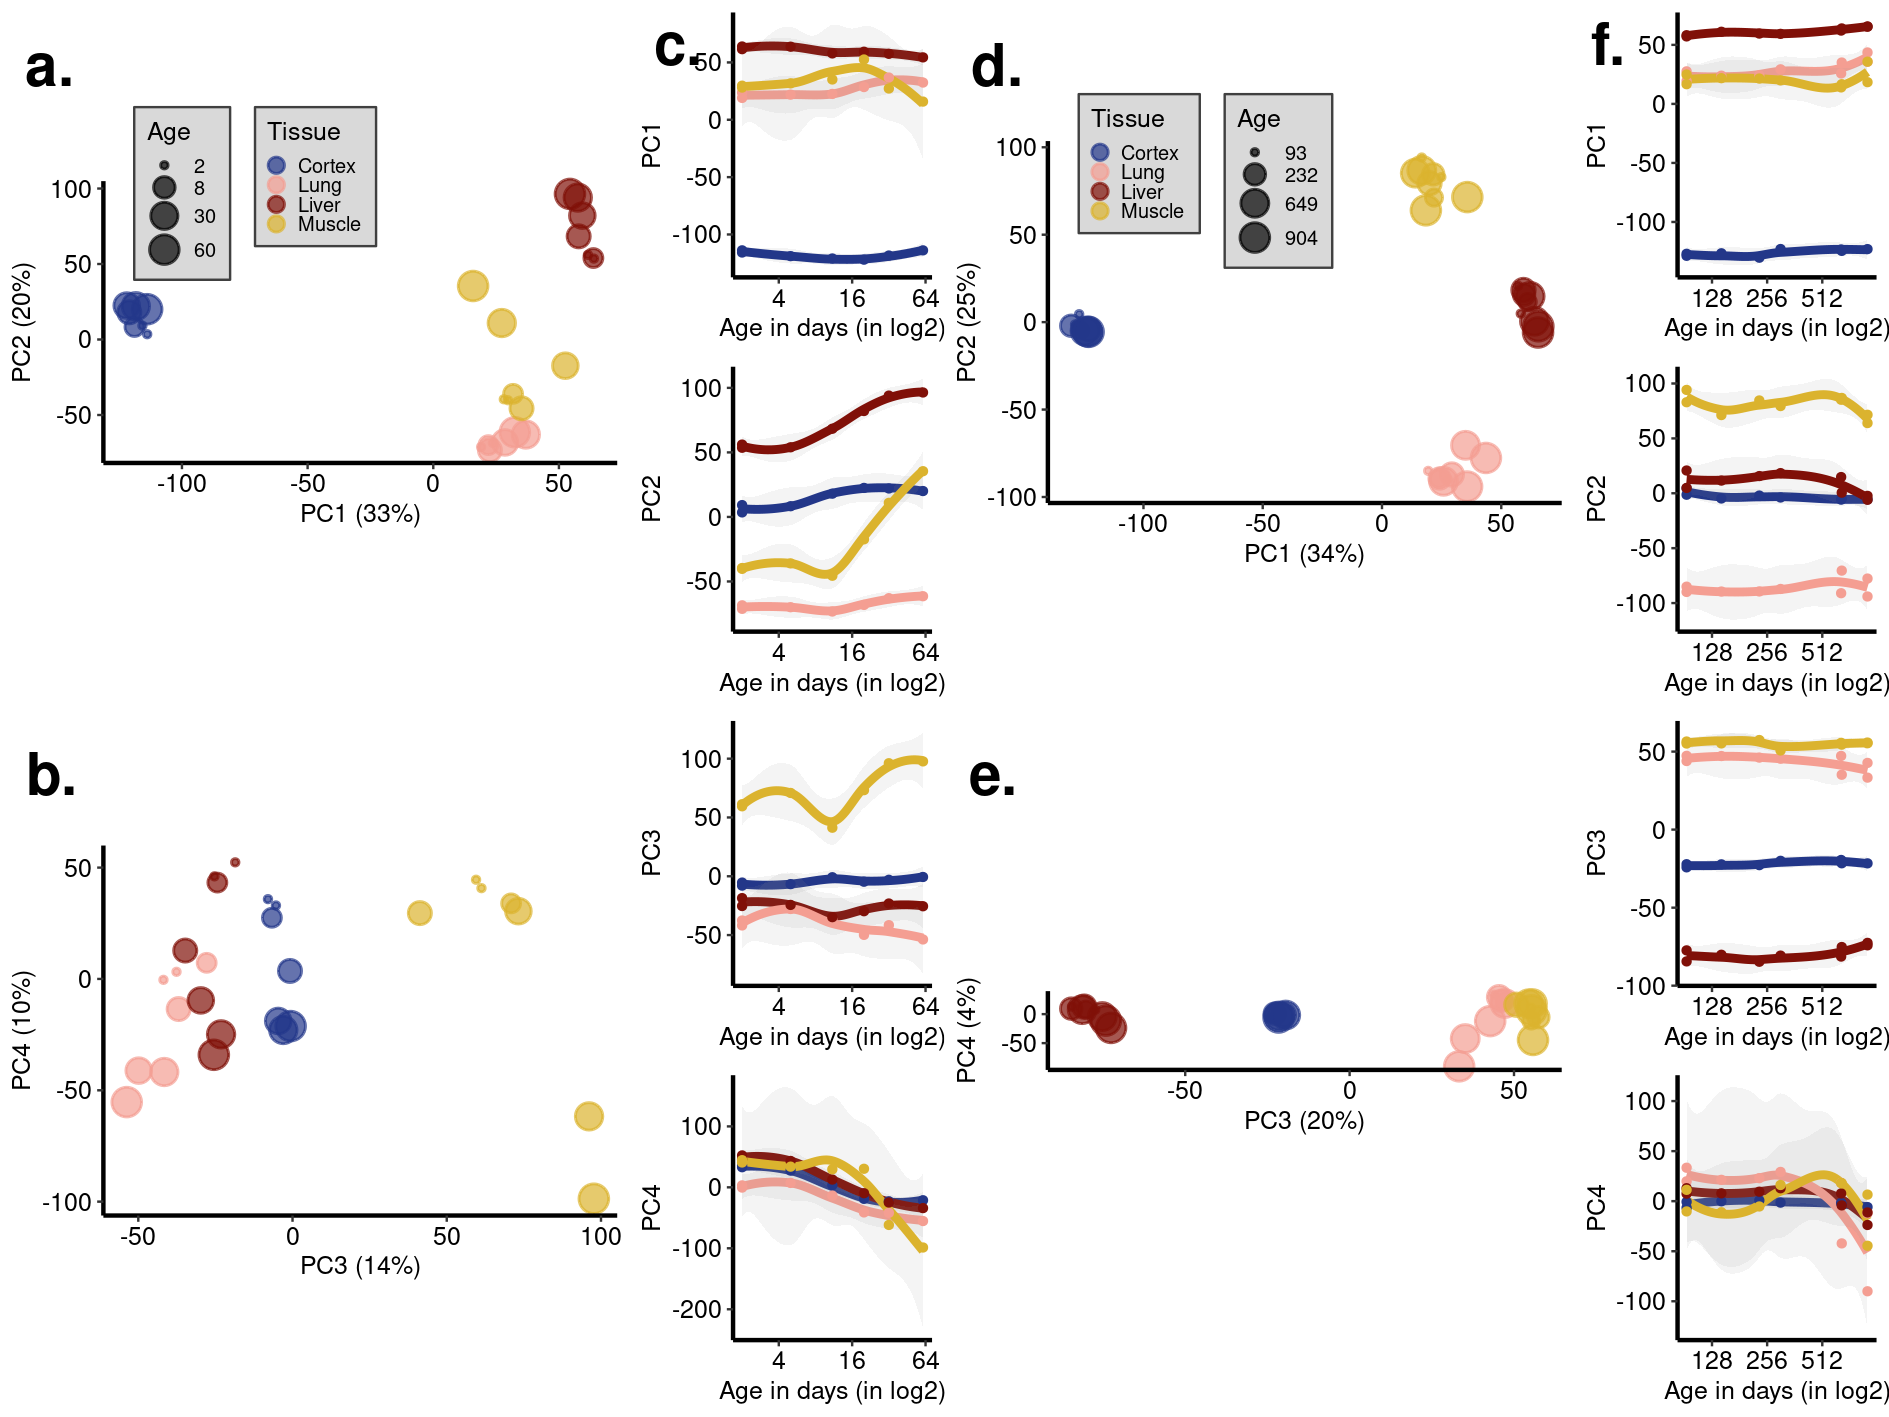 a.
Age
2
8
30
60
Tissue
Cortex
Lung
Liver
Muscle
100
50
0
-50
PC2 (20%)
-100
-50
0
50
PC1 (33%)
b.
50
0
-50
-100
PC4 (10%)
-50
0
50
100
PC3 (14%)
c.
50
0
-50
-100
PC1
4
16
64
Age in days (in log2)
100
50
0
-50
PC2
4
16
64
Age in days (in log2)
100
50
0
-50
PC3
4
16
64
Age in days (in log2)
100
0
-100
-200
PC4
4
16
64
Age in days (in log2)
d.
Tissue
Cortex
Lung
Liver
Muscle
Age
93
232
649
904
100
50
0
-50
-100
PC2 (25%)
-100
-50
0
50
PC1 (34%)
e.
0
-50
PC4 (4%)
-50
0
50
PC3 (20%)
f.
50
0
-50
-100
PC1
128
256
512
Age in days (in log2)
100
50
0
-50
-100
PC2
128
256
512
Age in days (in log2)
50
0
-50
-100
PC3
128
256
512
Age in days (in log2)
100
50
0
-50
-100
PC4
128
256
512
Age in days (in log2)